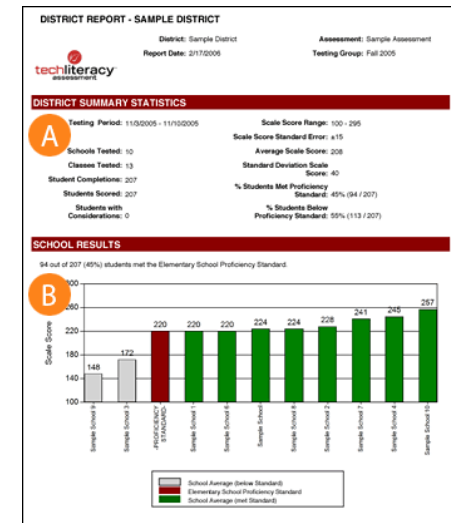 DISTRICT REPORT - SAMPLE DISTRICT
District: Sample District
Assessment: Sample Assessment
Report Date: 2/17/2006
Testing Group: Fall 2005
techliteracy
assessment
DISTRICT SUMMARY STATISTICS
A
Testing Period: 11/3/2005 - 11/10/2005
Scale Score Range: 100 - 295
Scale Score Standard Error: ±15
Schools Tested: 10
Average Scale Score: 208
Classes Tested: 13
Standard Deviation Scale
Score: 40
Student Completions: 207
% Students Met Proficiency
Standard: 45% (94 / 207)
Students Scored: 207
Students with
Considerations: 0
% Students Below
Proficiency Standard: 55% (113 / 207)
SCHOOL RESULTS
94 out of 207 (45%) students met the Elementary School Proficiency Standard.
B
Scale Score
300
260
220
180
140
100
148
172
220
220
220
224
224
228
241
245
257
Sample School 9
Sample School 3
-PROFICIENCY
STANDARD-
Sample School 1
Sample School 6
Sample School
Sample School 8
Sample School 2
Sample School 7
Sample School 4
Sample School 10
School Average (below Standard)
Elementary School Proficiency Standard
School Average (met Standard)